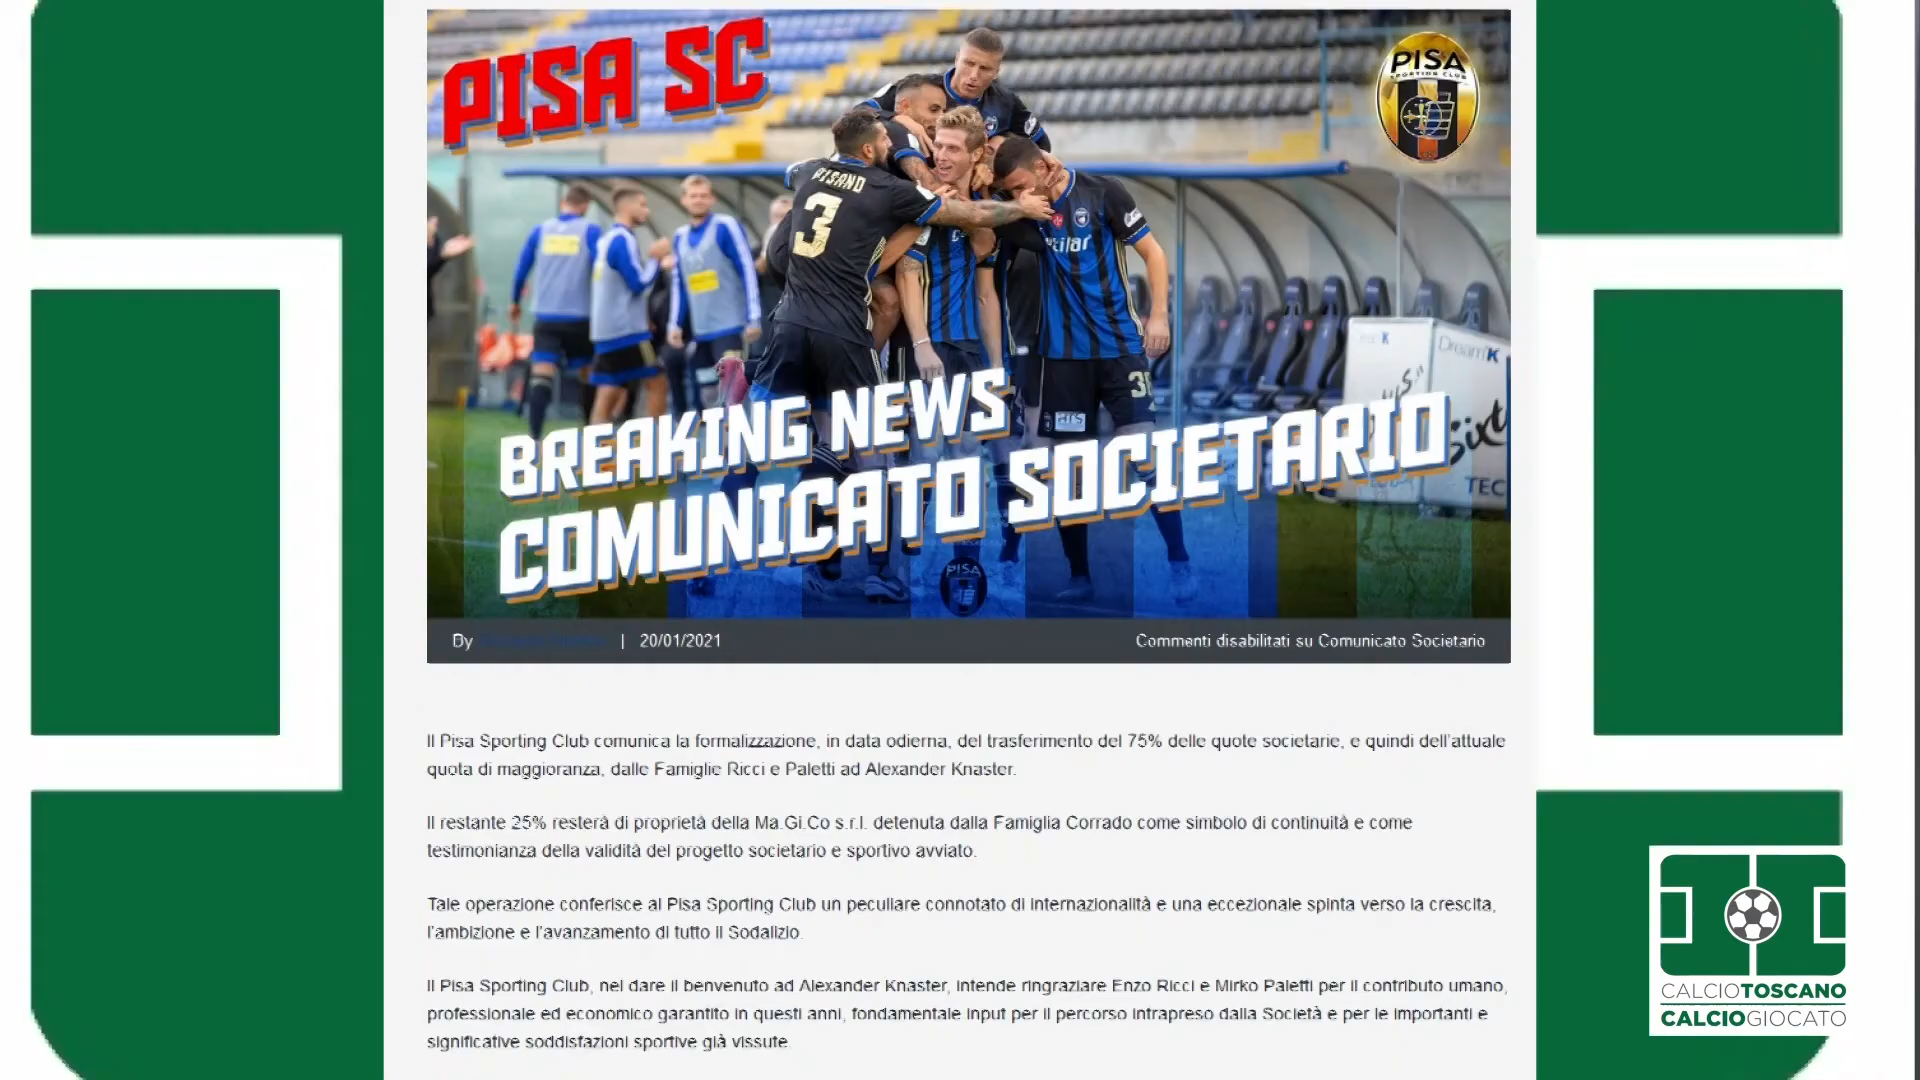 PISA SC
PISA
SPORTING CLUB
PISANO
3
BREAKING NEWS
COMUNICATO SOCIETARIO
Dream K
Sixt
TEC
PISA
By | 20/01/2021 Commenti disabilitati su Comunicato Societario
Il Pisa Sporting Club comunica la formalizzazione, in data odierna, del trasferimento del 75% delle quote societarie, e quindi dell'attuale
quota di maggioranza, dalle Famiglie Ricci e Paletti ad Alexander Knaster.
Il restante 25% resterà di proprietà della Ma.Gi.Co s.r.l. detenuta dalla Famiglia Corrado come simbolo di continuità e come
testimonianza della validità del progetto societario e sportivo avviato.
Tale operazione conferisce al Pisa Sporting Club un peculiare connotato di internazionalità e una eccezionale spinta verso la crescita,
l'ambizione e l'avanzamento di tutto il Sodalizio.
Il Pisa Sporting Club, nel dare il benvenuto ad Alexander Knaster, intende ringraziare Enzo Ricci e Mirko Paletti per il contributo umano,
professionale ed economico garantito in questi anni, fondamentale input per il percorso intrapreso dalla Società e per le importanti e
significative soddisfazioni sportive già vissute.
CALCIOTOSCANO
CALCIOGIOCATO